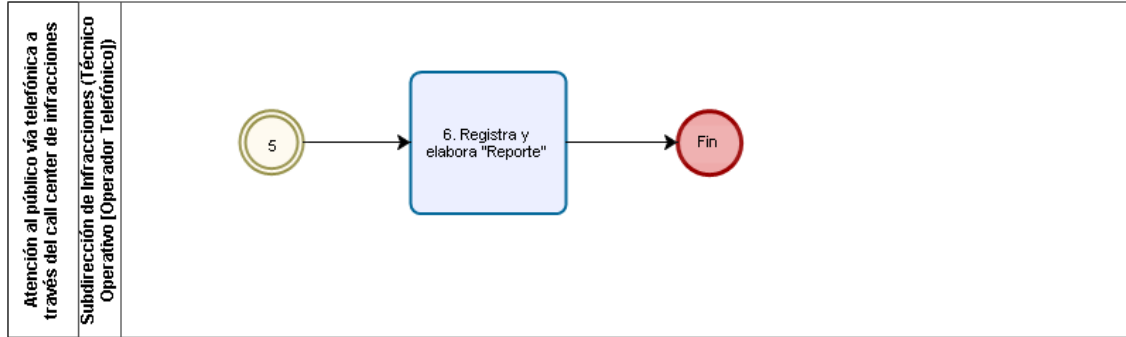 Atención al público vía telefónica a
través del call center de infracciones
Subdirección de Infracciones (Técnico
Operativo [Operador Telefónico])
5
6. Registra y
elabora "Reporte"
Fin